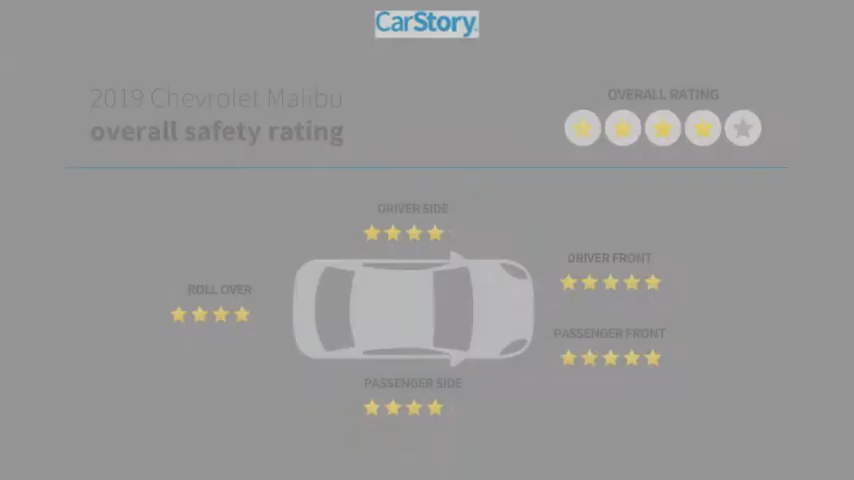 CarStory.
2019 Chevrolet Malibu
overall safety rating
OVERALL RATING
DRIVER SIDE
DRIVER FRONT
ROLL OVER
PASSENGER FRONT
PASSENGER SIDE